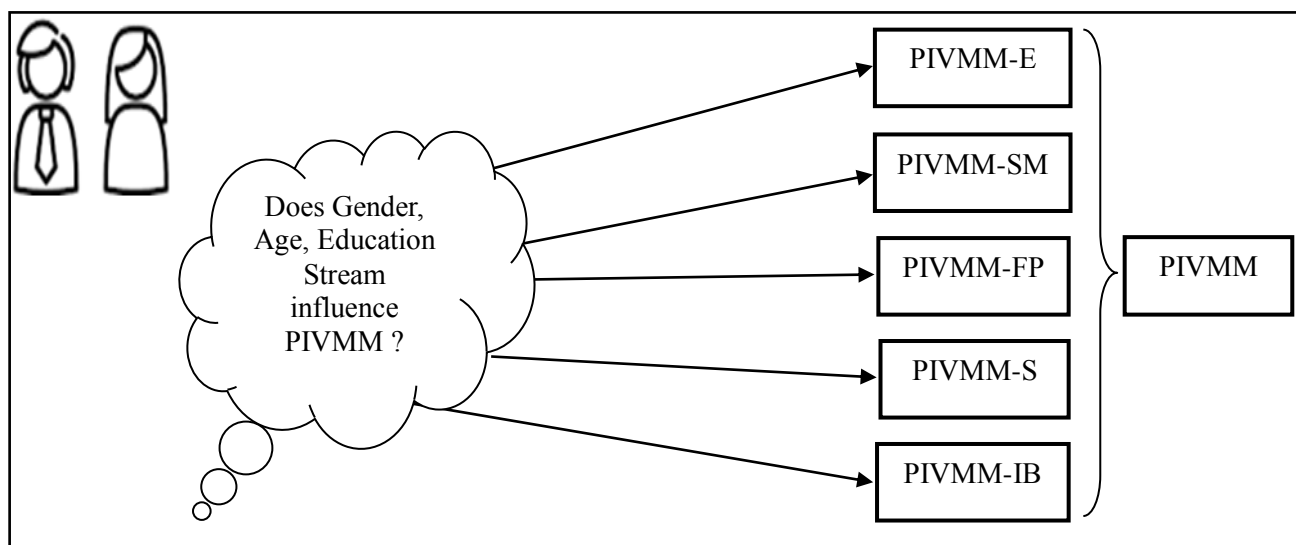 Does Gender,
Age, Education
Stream
influence
PIVMM ?
PIVMM-E
PIVMM-SM
PIVMM-FP
PIVMM-S
PIVMM-IB
PIVMM